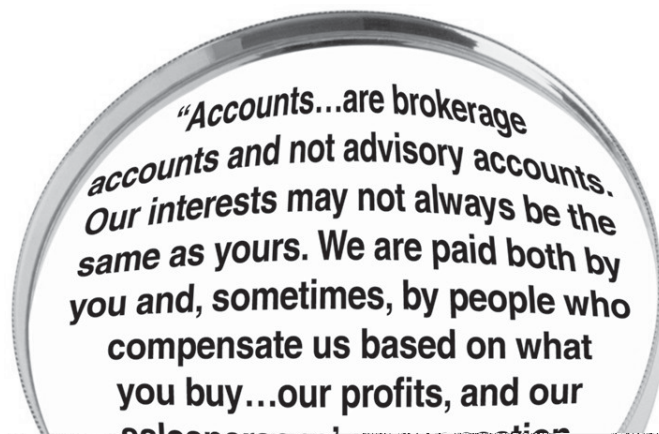 “Accounts...are brokerage
accounts and not advisory accounts.
Our interests may not always be the
same as yours. We are paid both by
you and, sometimes, by people who
compensate us based on what
you buy...our profits, and our